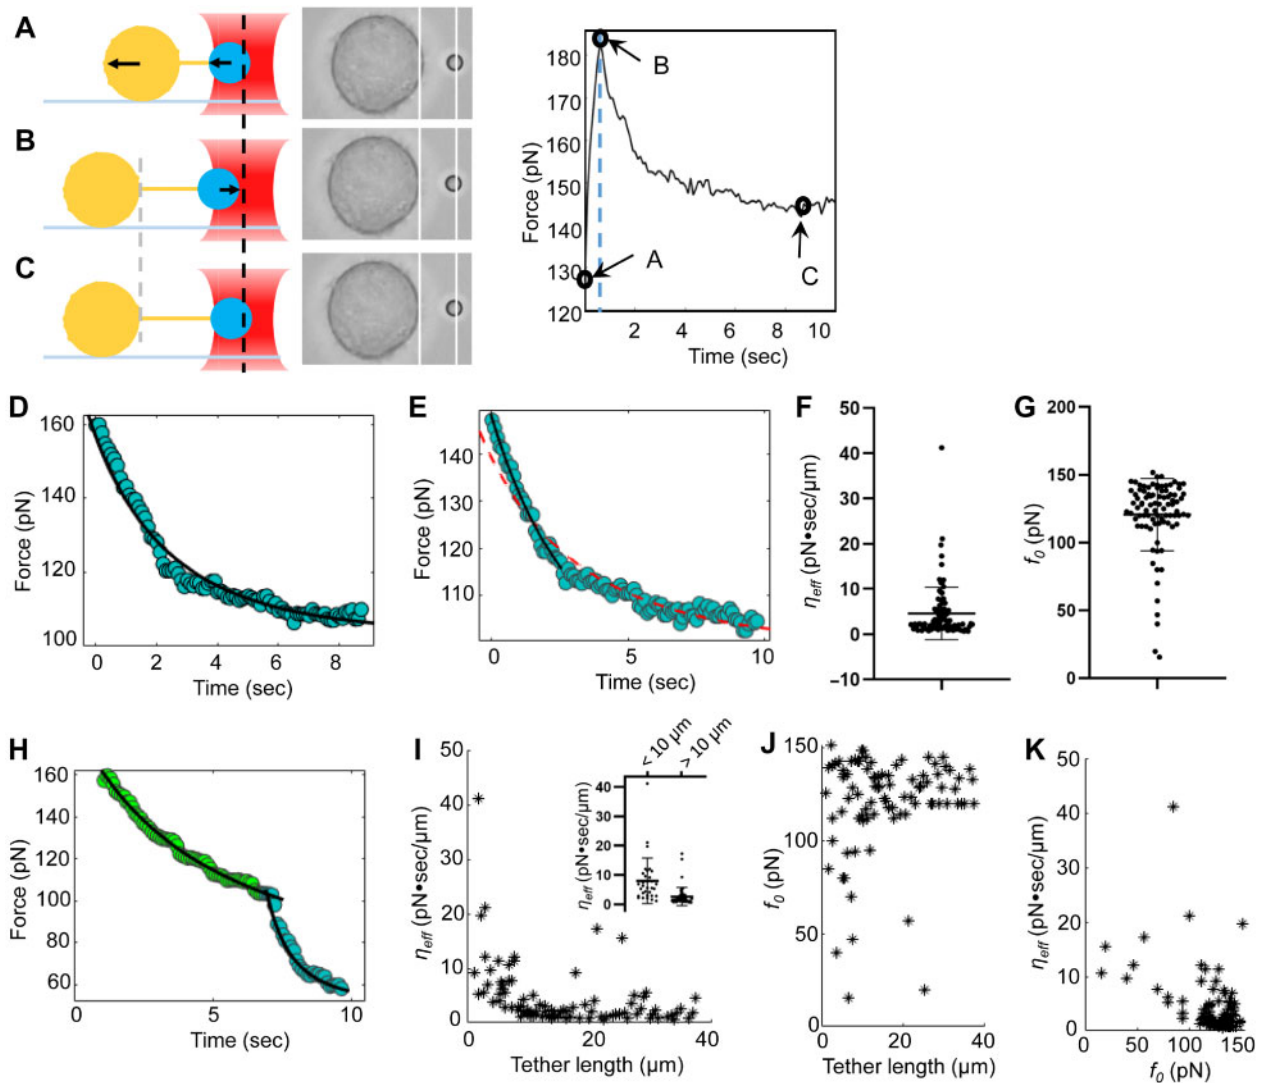 A
B
C
Force (pN)
180
170
160
150
140
130
120
2 4 6 8 10
Time (sec)
B
A
C
D
Force (pN)
160
140
120
100
0 2 4 6 8
Time (sec)
E
Force (pN)
140
130
120
110
0 5 10
Time (sec)
F
ηeff (pN•sec/µm)
50
40
30
20
10
0
–10
G
f0 (pN)
200
150
100
50
0
H
Force (pN)
160
140
120
100
80
60
0 5 10
Time (sec)
I
ηeff (pN•sec/µm)
50
40
30
20
10
0
0 20 40
Tether length (µm)
< 10 µm
> 10 µm
ηeff (pN•sec/µm)
40
30
20
10
0
J
f0 (pN)
150
100
50
0
0 20 40
Tether length (µm)
K
ηeff (pN•sec/µm)
50
40
30
20
10
0
0 50 100 150
f0 (pN)